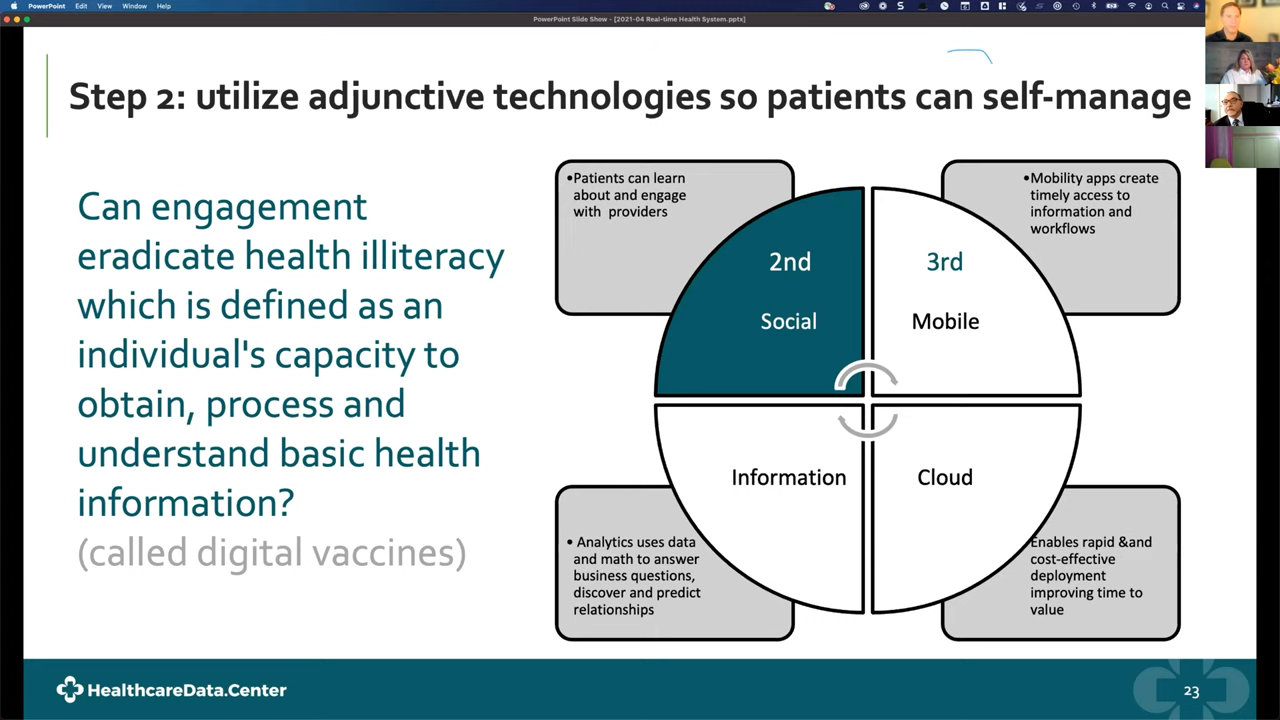 PowerPoint Edit View Window Help
PowerPoint Slide Show - [2021-04 Real-time Health System.pptx]
Step 2: utilize adjunctive technologies so patients can self-manage
Can engagement
eradicate health illiteracy
which is defined as an
individual's capacity to
obtain, process and
understand basic health
information?
(called digital vaccines)
•Patients can learn
about and engage
with providers
2nd
Social
3rd
Mobile
•Mobility apps create
timely access to
information and
workflows
Information
Cloud
• Analytics uses data
and math to answer
business questions,
discover and predict
relationships
Enables rapid &and
cost-effective
deployment
improving time to
value
HealthcareData.Center
23